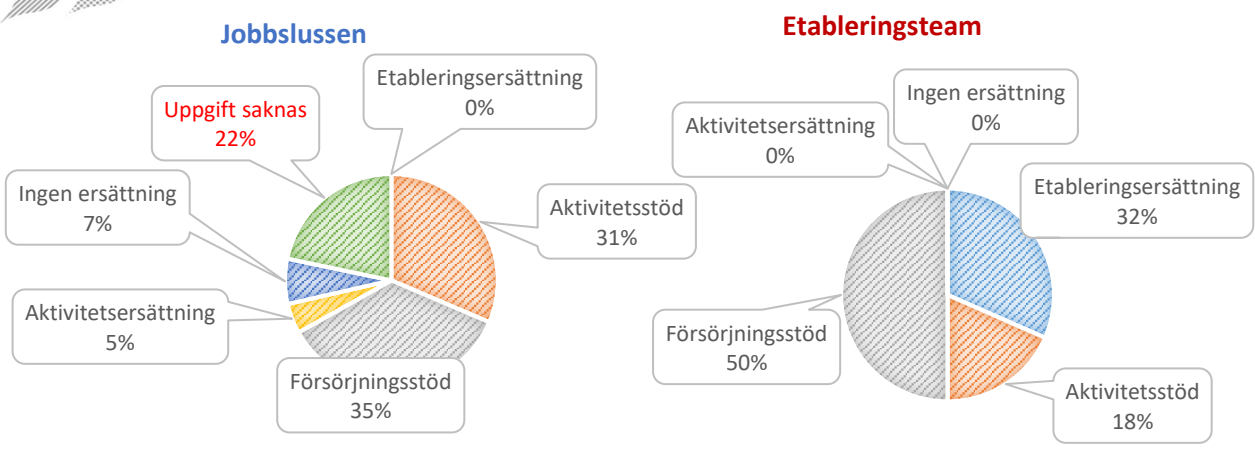 Jobbslussen
Etableringsersättning
0%
Uppgift saknas
22%
Ingen ersättning
7%
Aktivitetsstöd
31%
Aktivitetsersättning
5%
Försörjningsstöd
35%
Etableringsteam
Ingen ersättning
0%
Aktivitetsersättning
0%
Etableringsersättning
32%
Försörjningsstöd
50%
Aktivitetsstöd
18%